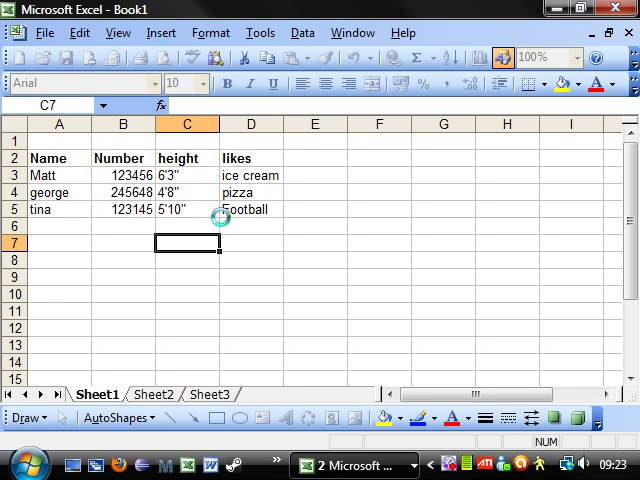 Microsoft Excel - Book1
File Edit View Insert Format Tools Data Window Help
100%
Arial 10 B I U % ,
C7 fx
A B C D E F G H I
1
2 Name Number height likes
3 Matt 123456 6'3" ice cream
4 george 245648 4'8" pizza
5 tina 123145 5'10" Football
6
7
8
9
10
11
12
13
14
15
Sheet1 Sheet2 Sheet3
Draw AutoShapes A
NUM
2 Microsoft ... ATI 09:23